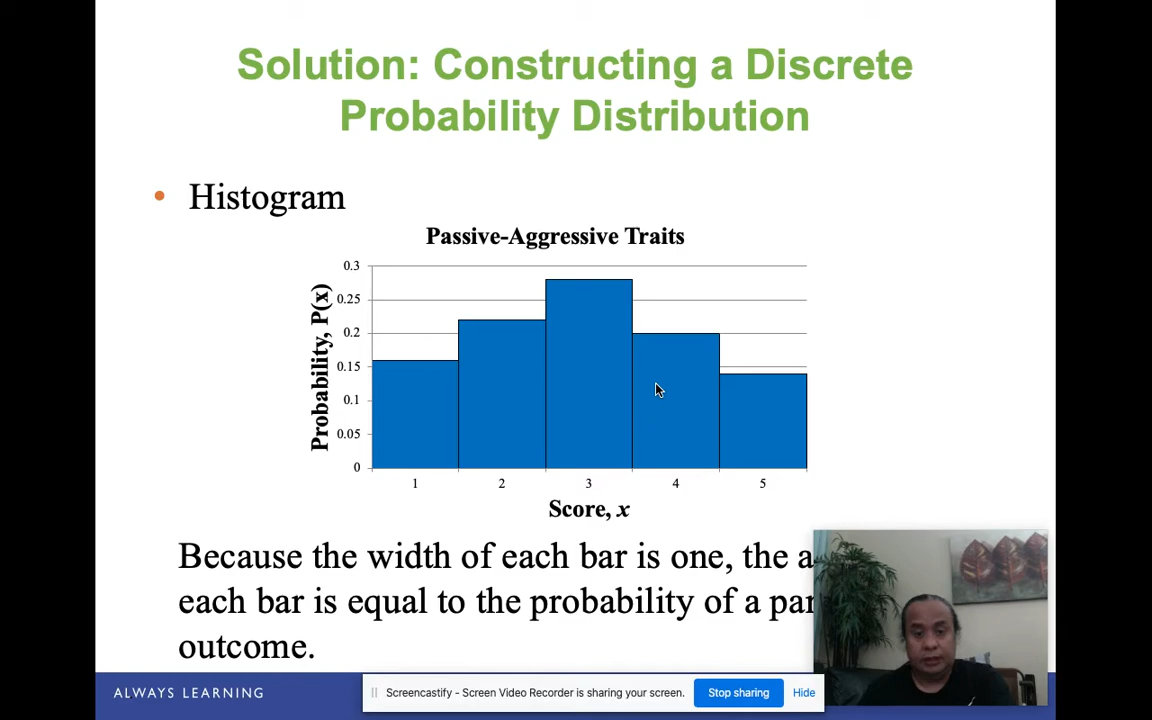 Solution: Constructing a Discrete
Probability Distribution
• Histogram
Passive-Aggressive Traits
Probability, P(x)
0.3
0.25
0.2
0.15
0.1
0.05
0
1 2 3 4 5
Score, x
Because the width of each bar is one, the
each bar is equal to the probability of a
outcome.
ALWAYS LEARNING
Screencastify - Screen Video Recorder is sharing your screen.
Stop sharing
Hide